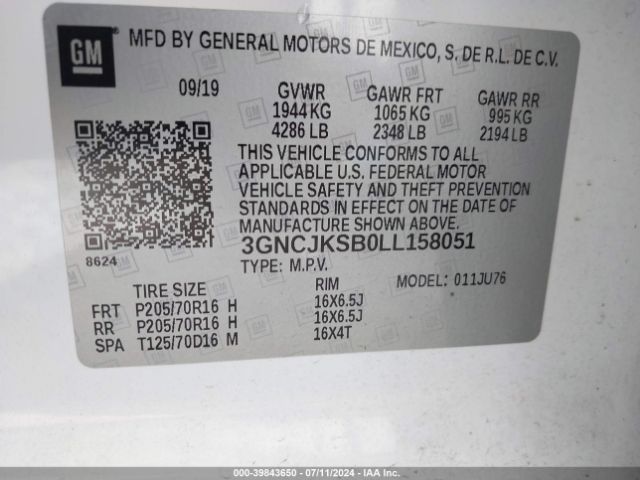 GM
MFD BY GENERAL MOTORS DE MEXICO, S. DE R.L. DE C.V.
09/19 GVWR GAWR FRT GAWR RR
1944 KG 1065 KG 995 KG
4286 LB 2348 LB 2194 LB
THIS VEHICLE CONFORMS TO ALL
APPLICABLE U.S. FEDERAL MOTOR
VEHICLE SAFETY AND THEFT PREVENTION
STANDARDS IN EFFECT ON THE DATE OF
MANUFACTURE SHOWN ABOVE.
3GNCJKSB0LL158051
8624
TYPE: M.P.V. MODEL: 011JU76
TIRE SIZE RIM
FRT P205/70R16 H 16X6.5J
RR P205/70R16 H 16X6.5J
SPA T125/70D16 M 16X4T
000-39843650 - 07/11/2024 - IAA Holdings, LLC.